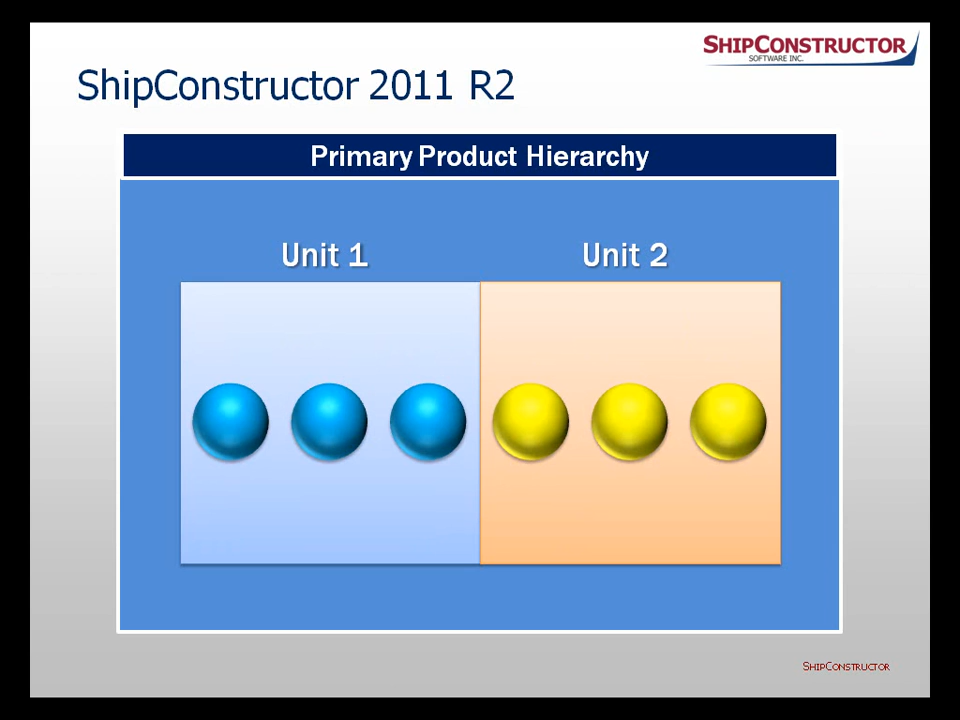 SHIPCONSTRUCTOR
SOFTWARE INC.
ShipConstructor 2011 R2
Primary Product Hierarchy
Unit 1
Unit 2
SHIPCONSTRUCTOR